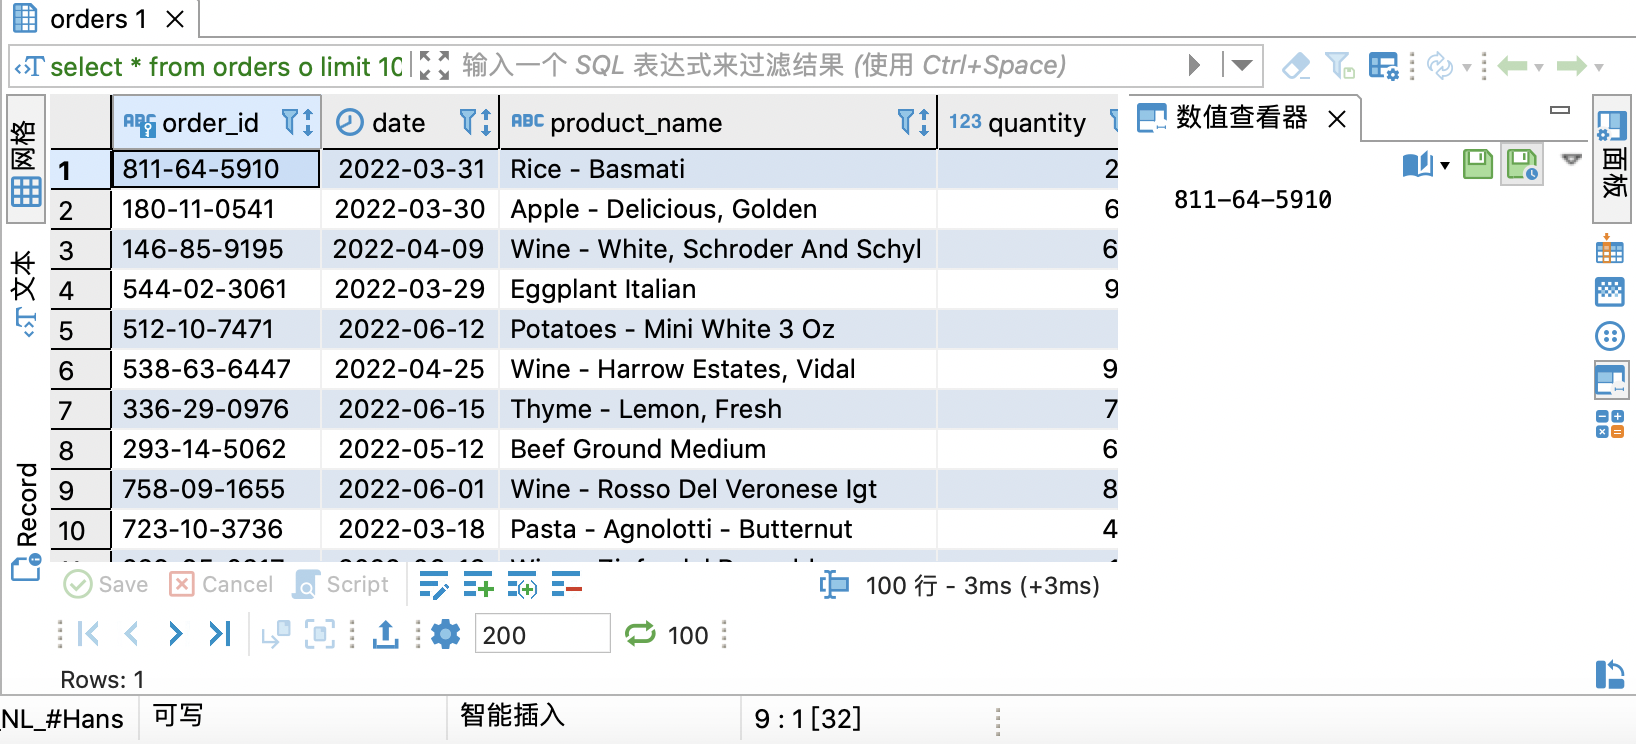 orders 1
select * from orders o limit 10
输入一个 SQL 表达式来过滤结果 (使用 Ctrl+Space)
网格
文本
Record
ABC order_id date ABC product_name 123 quantity
1 811-64-5910 2022-03-31 Rice - Basmati 2
2 180-11-0541 2022-03-30 Apple - Delicious, Golden 6
3 146-85-9195 2022-04-09 Wine - White, Schroder And Schyl 6
4 544-02-3061 2022-03-29 Eggplant Italian 9
5 512-10-7471 2022-06-12 Potatoes - Mini White 3 Oz
6 538-63-6447 2022-04-25 Wine - Harrow Estates, Vidal 9
7 336-29-0976 2022-06-15 Thyme - Lemon, Fresh 7
8 293-14-5062 2022-05-12 Beef Ground Medium 6
9 758-09-1655 2022-06-01 Wine - Rosso Del Veronese Igt 8
10 723-10-3736 2022-03-18 Pasta - Agnolotti - Butternut 4
数值查看器
811-64-5910
面板
Save Cancel Script
100 行 - 3ms (+3ms)
200
100
Rows: 1
_NL_#Hans 可写 智能插入 9 : 1 [32]